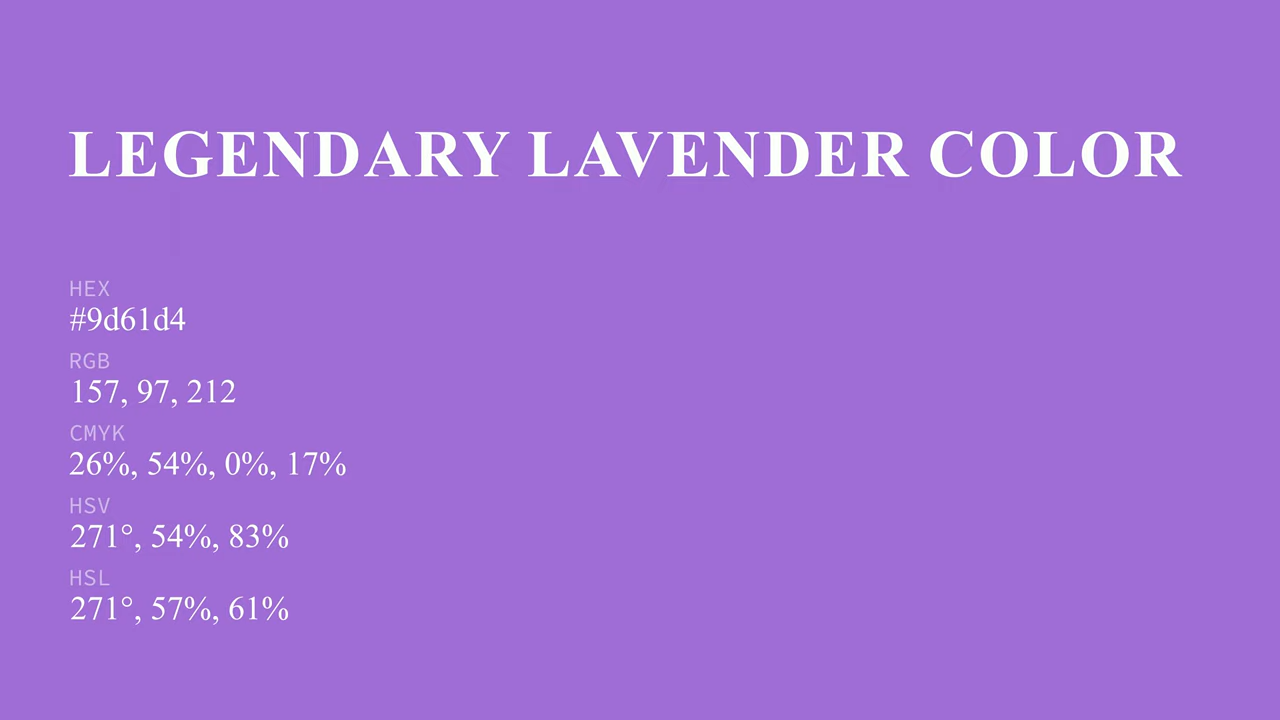 LEGENDARY LAVENDER COLOR
HEX
#9d61d4
RGB
157, 97, 212
CMYK
26%, 54%, 0%, 17%
HSV
271°, 54%, 83%
HSL
271°, 57%, 61%